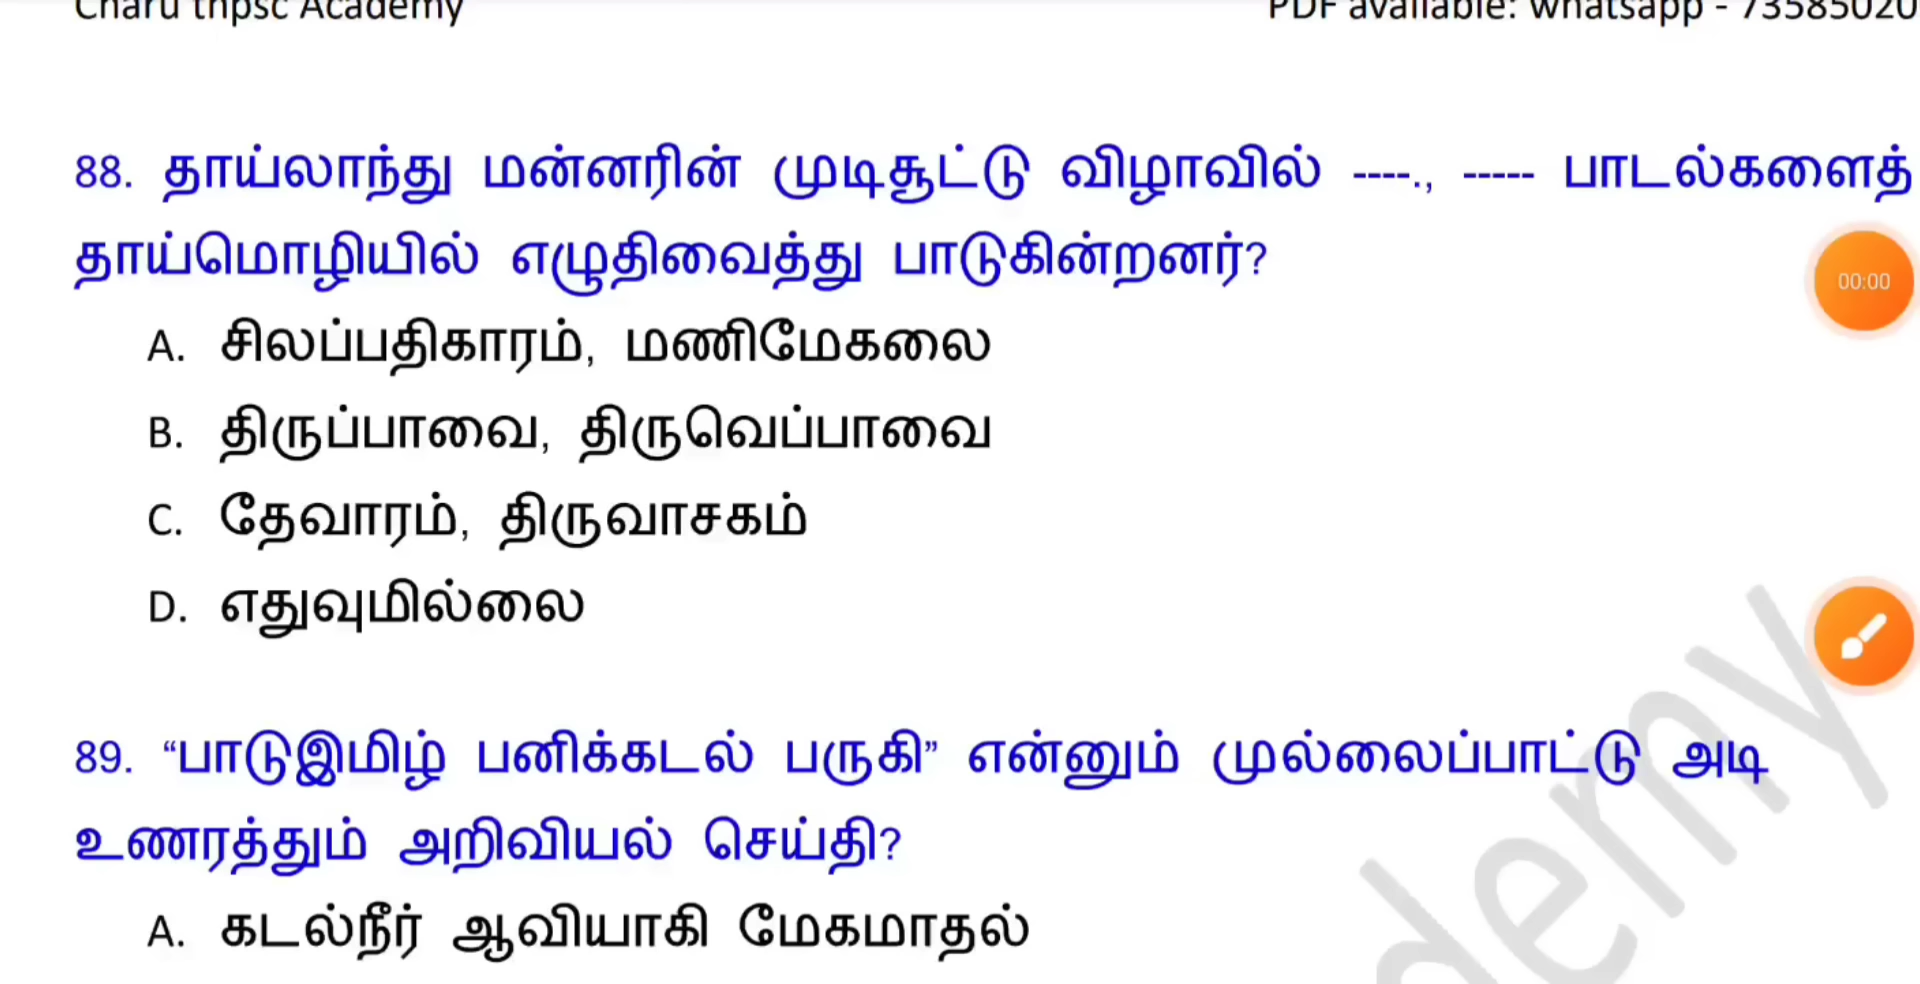 Charu tnpsc Academy PDF available: whatsapp - 73585020
88. தாய்லாந்து மன்னரின் முடிசூட்டு விழாவில் ----., ----- பாடல்களைத்
தாய்மொழியில் எழுதிவைத்து பாடுகின்றனர்?
00:00
A. சிலப்பதிகாரம், மணிமேகலை
B. திருப்பாவை, திருவெப்பாவை
C. தேவாரம், திருவாசகம்
D. எதுவுமில்லை
89. “பாடுஇமிழ் பனிக்கடல் பருகி” என்னும் முல்லைப்பாட்டு அடி
உணரத்தும் அறிவியல் செய்தி?
A. கடல்நீர் ஆவியாகி மேகமாதல்
demy